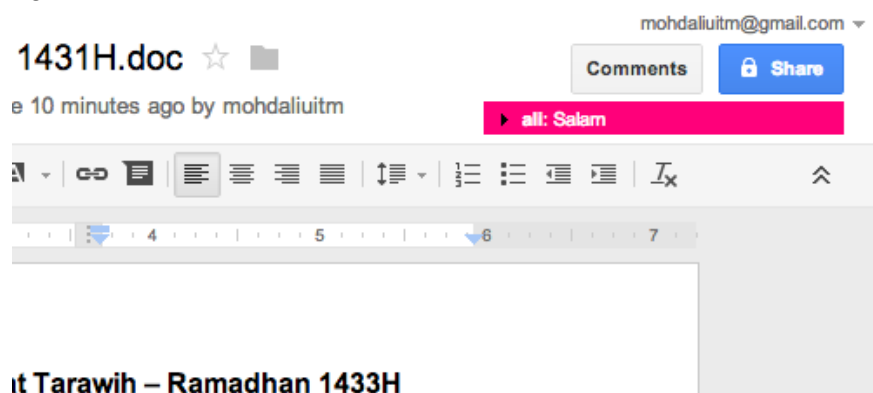 mohdaliuitm@gmail.com
1431H.doc
Comments
Share
e 10 minutes ago by mohdaliuitm
all: Salam
4 5 6 7
at Tarawih – Ramadhan 1433H